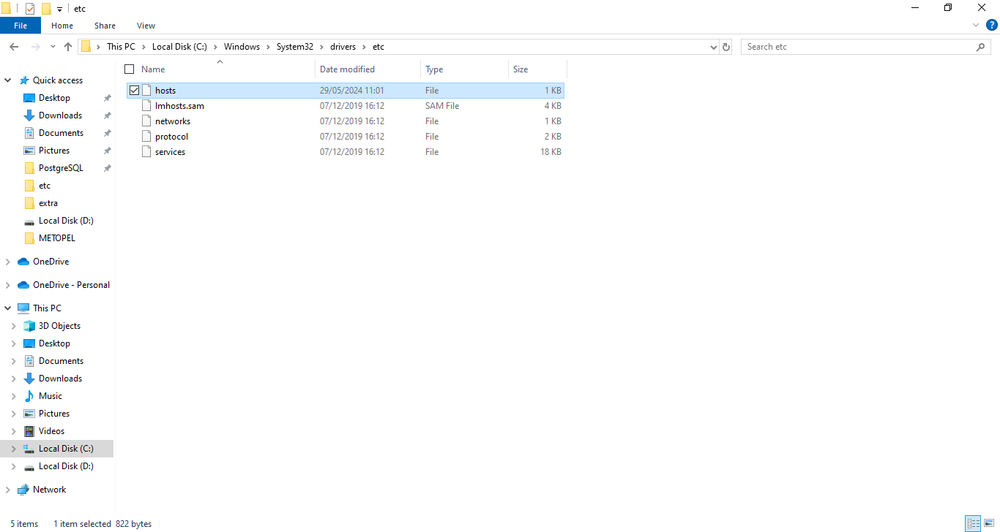 etc
File Home Share View
This PC Local Disk (C:) Windows System32 drivers etc
Search etc
Name Date modified Type Size
hosts 29/05/2024 11:01 File 1 KB
lmhosts.sam 07/12/2019 16:12 SAM File 4 KB
networks 07/12/2019 16:12 File 1 KB
protocol 07/12/2019 16:12 File 2 KB
services 07/12/2019 16:12 File 18 KB
Quick access
Desktop
Downloads
Documents
Pictures
PostgreSQL
etc
extra
Local Disk (D:)
METOPEL
OneDrive
OneDrive - Personal
This PC
3D Objects
Desktop
Documents
Downloads
Music
Pictures
Videos
Local Disk (C:)
Local Disk (D:)
Network
5 items 1 item selected 822 bytes